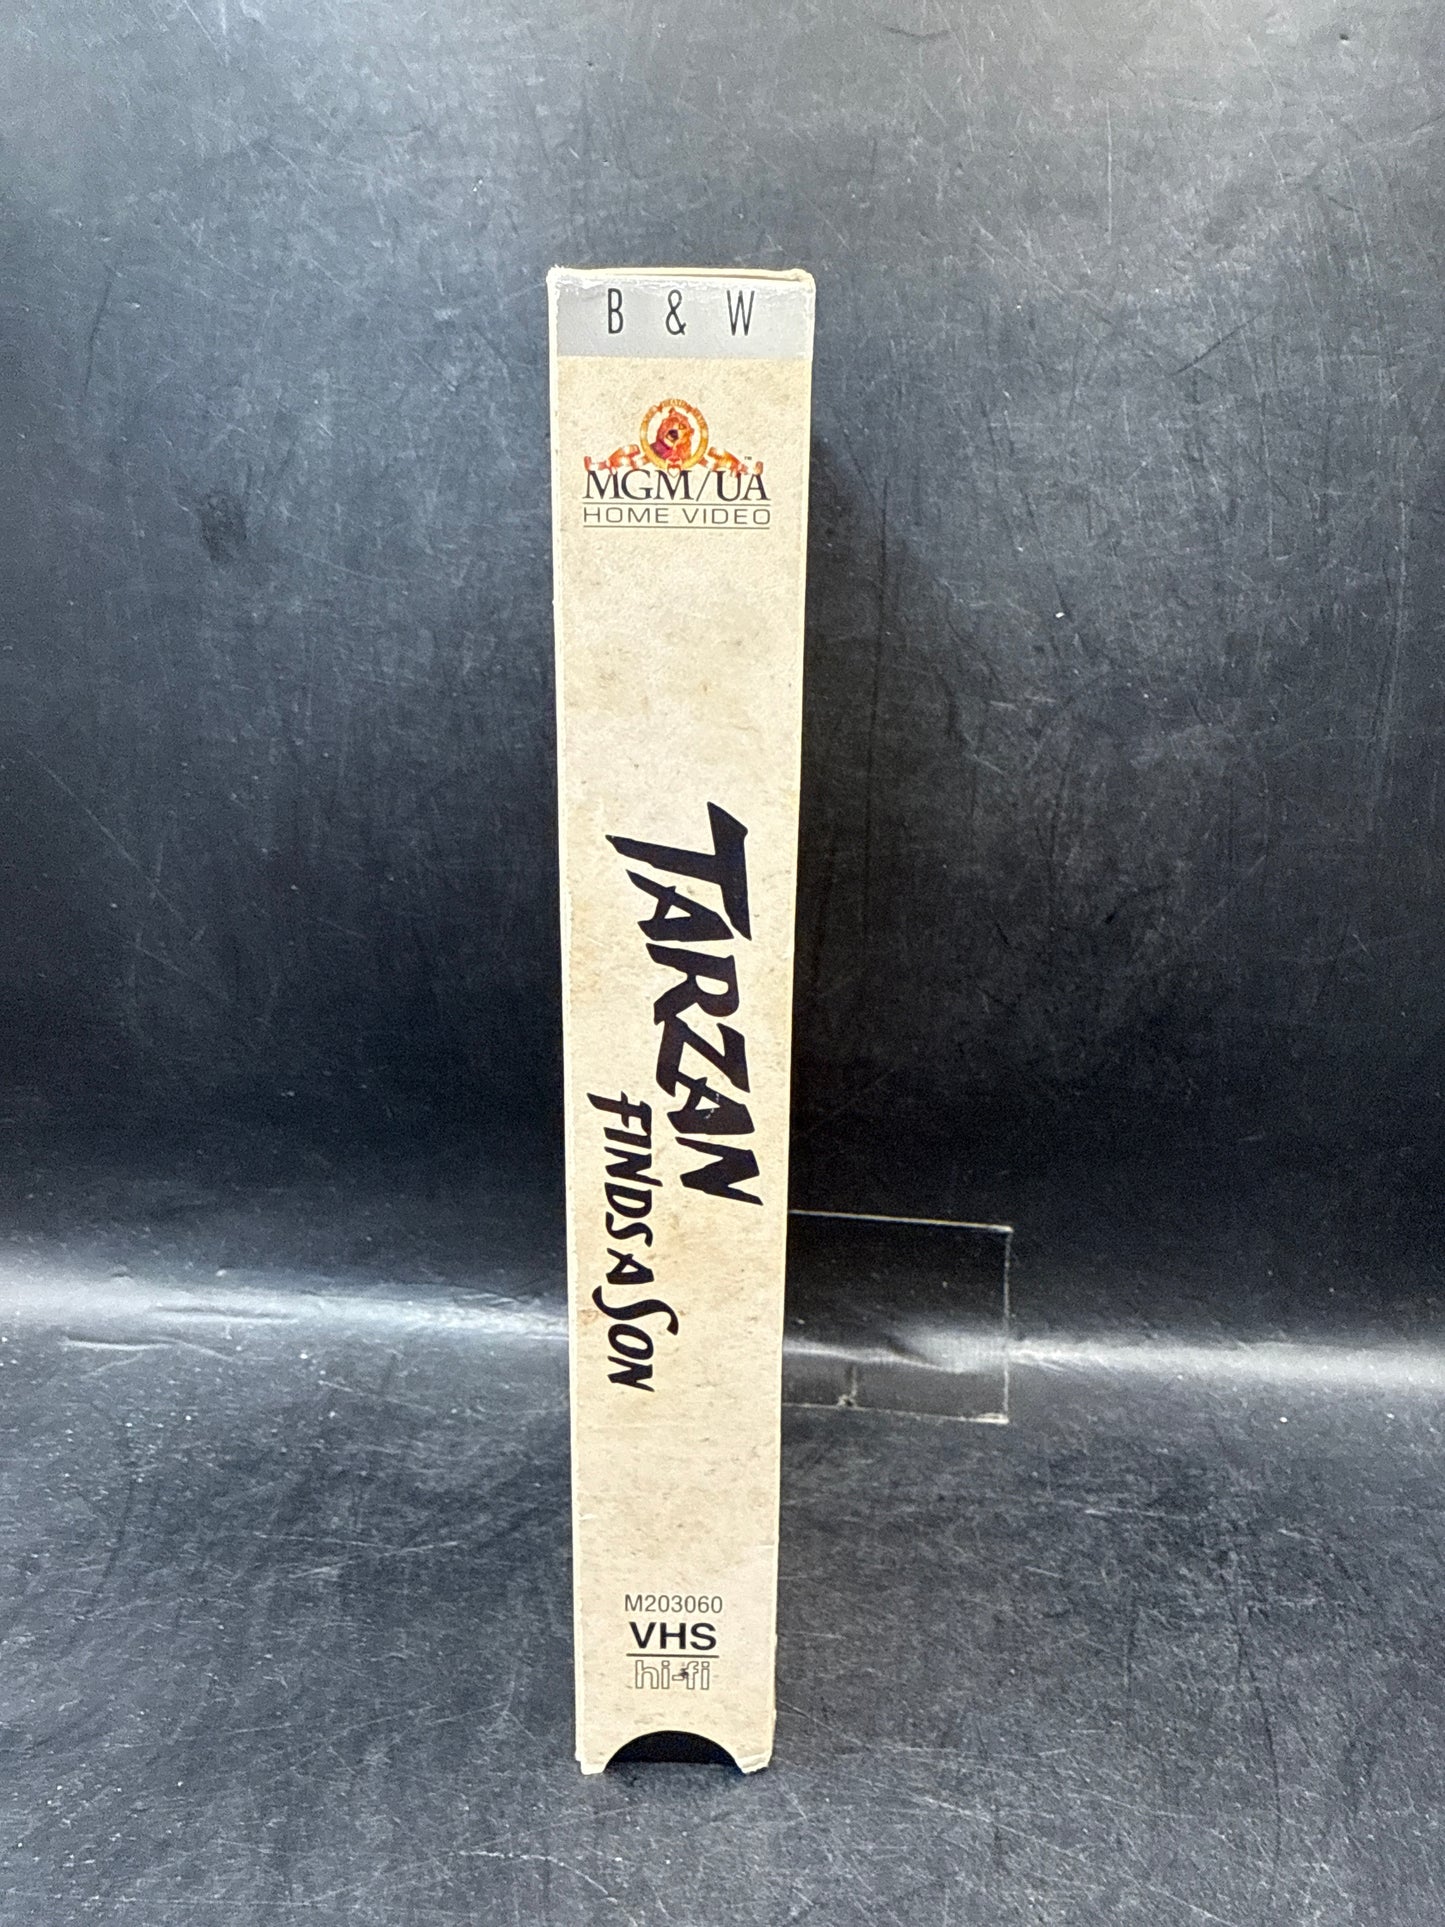 B & W
MGM/UA
HOME VIDEO
TARZAN
FINDS A SON
M203060
VHS
hi-fi